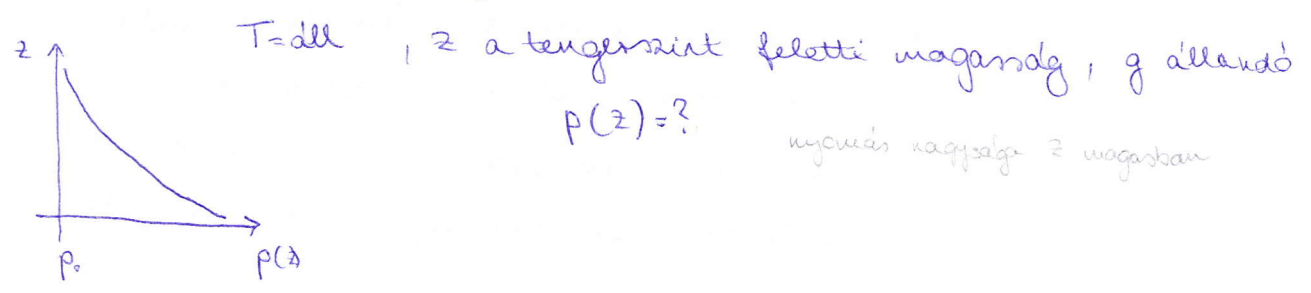 T=áll , z a tengerszint feletti magasság, g állandó
z
p(z)=?
nyomás nagysága z magasban
p₀ p(z)